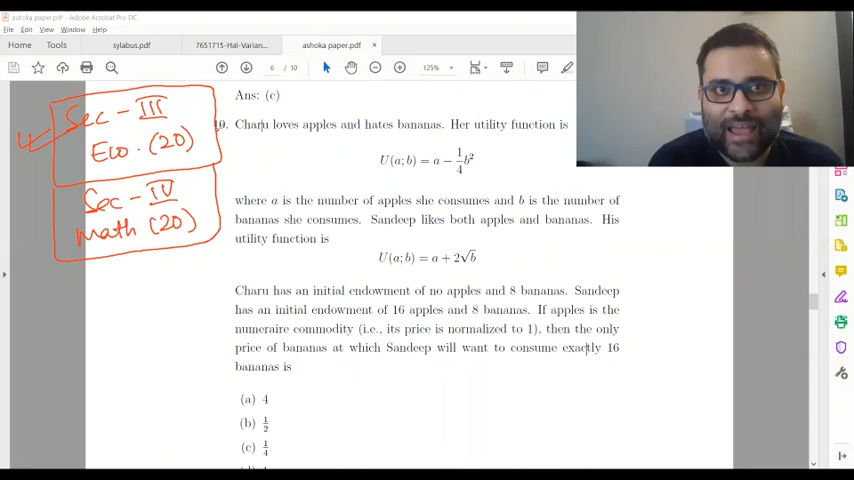 ashoka paper.pdf - Adobe Acrobat Pro DC
File Edit View Window Help
Home Tools sylabus.pdf 7651715-Hal-Varian... ashoka paper.pdf ×
6 / 10 125%
Ans: (c)
10. Charu loves apples and hates bananas. Her utility function is
U(a; b) = a − 1/4 b²
where a is the number of apples she consumes and b is the number of
bananas she consumes. Sandeep likes both apples and bananas. His
utility function is
U(a; b) = a + 2√b
Charu has an initial endowment of no apples and 8 bananas. Sandeep
has an initial endowment of 16 apples and 8 bananas. If apples is the
numeraire commodity (i.e., its price is normalized to 1), then the only
price of bananas at which Sandeep will want to consume exactly 16
bananas is
(a) 4
(b) 1/2
(c) 1/4
Sec - III
Eco. (20)
Sec - IV
Math (20)